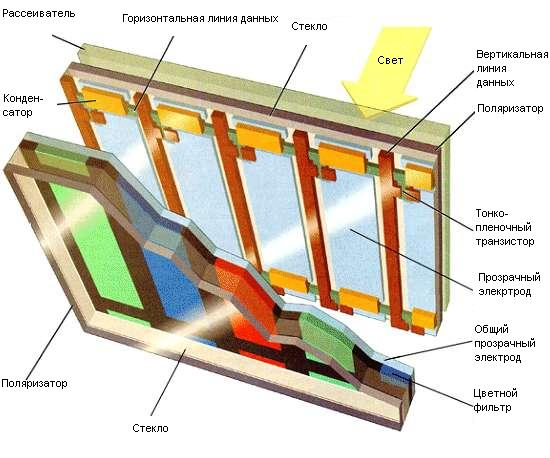 Рассеиватель
Горизонтальная линия данных
Стекло
Свет
Вертикальная
линия
данных
Конден-
сатор
Поляризатор
Тонко-
пленочный
транзистор
Прозрачный
элекртрод
Общий
прозрачный
электрод
Поляризатор
Цветной
фильтр
Стекло